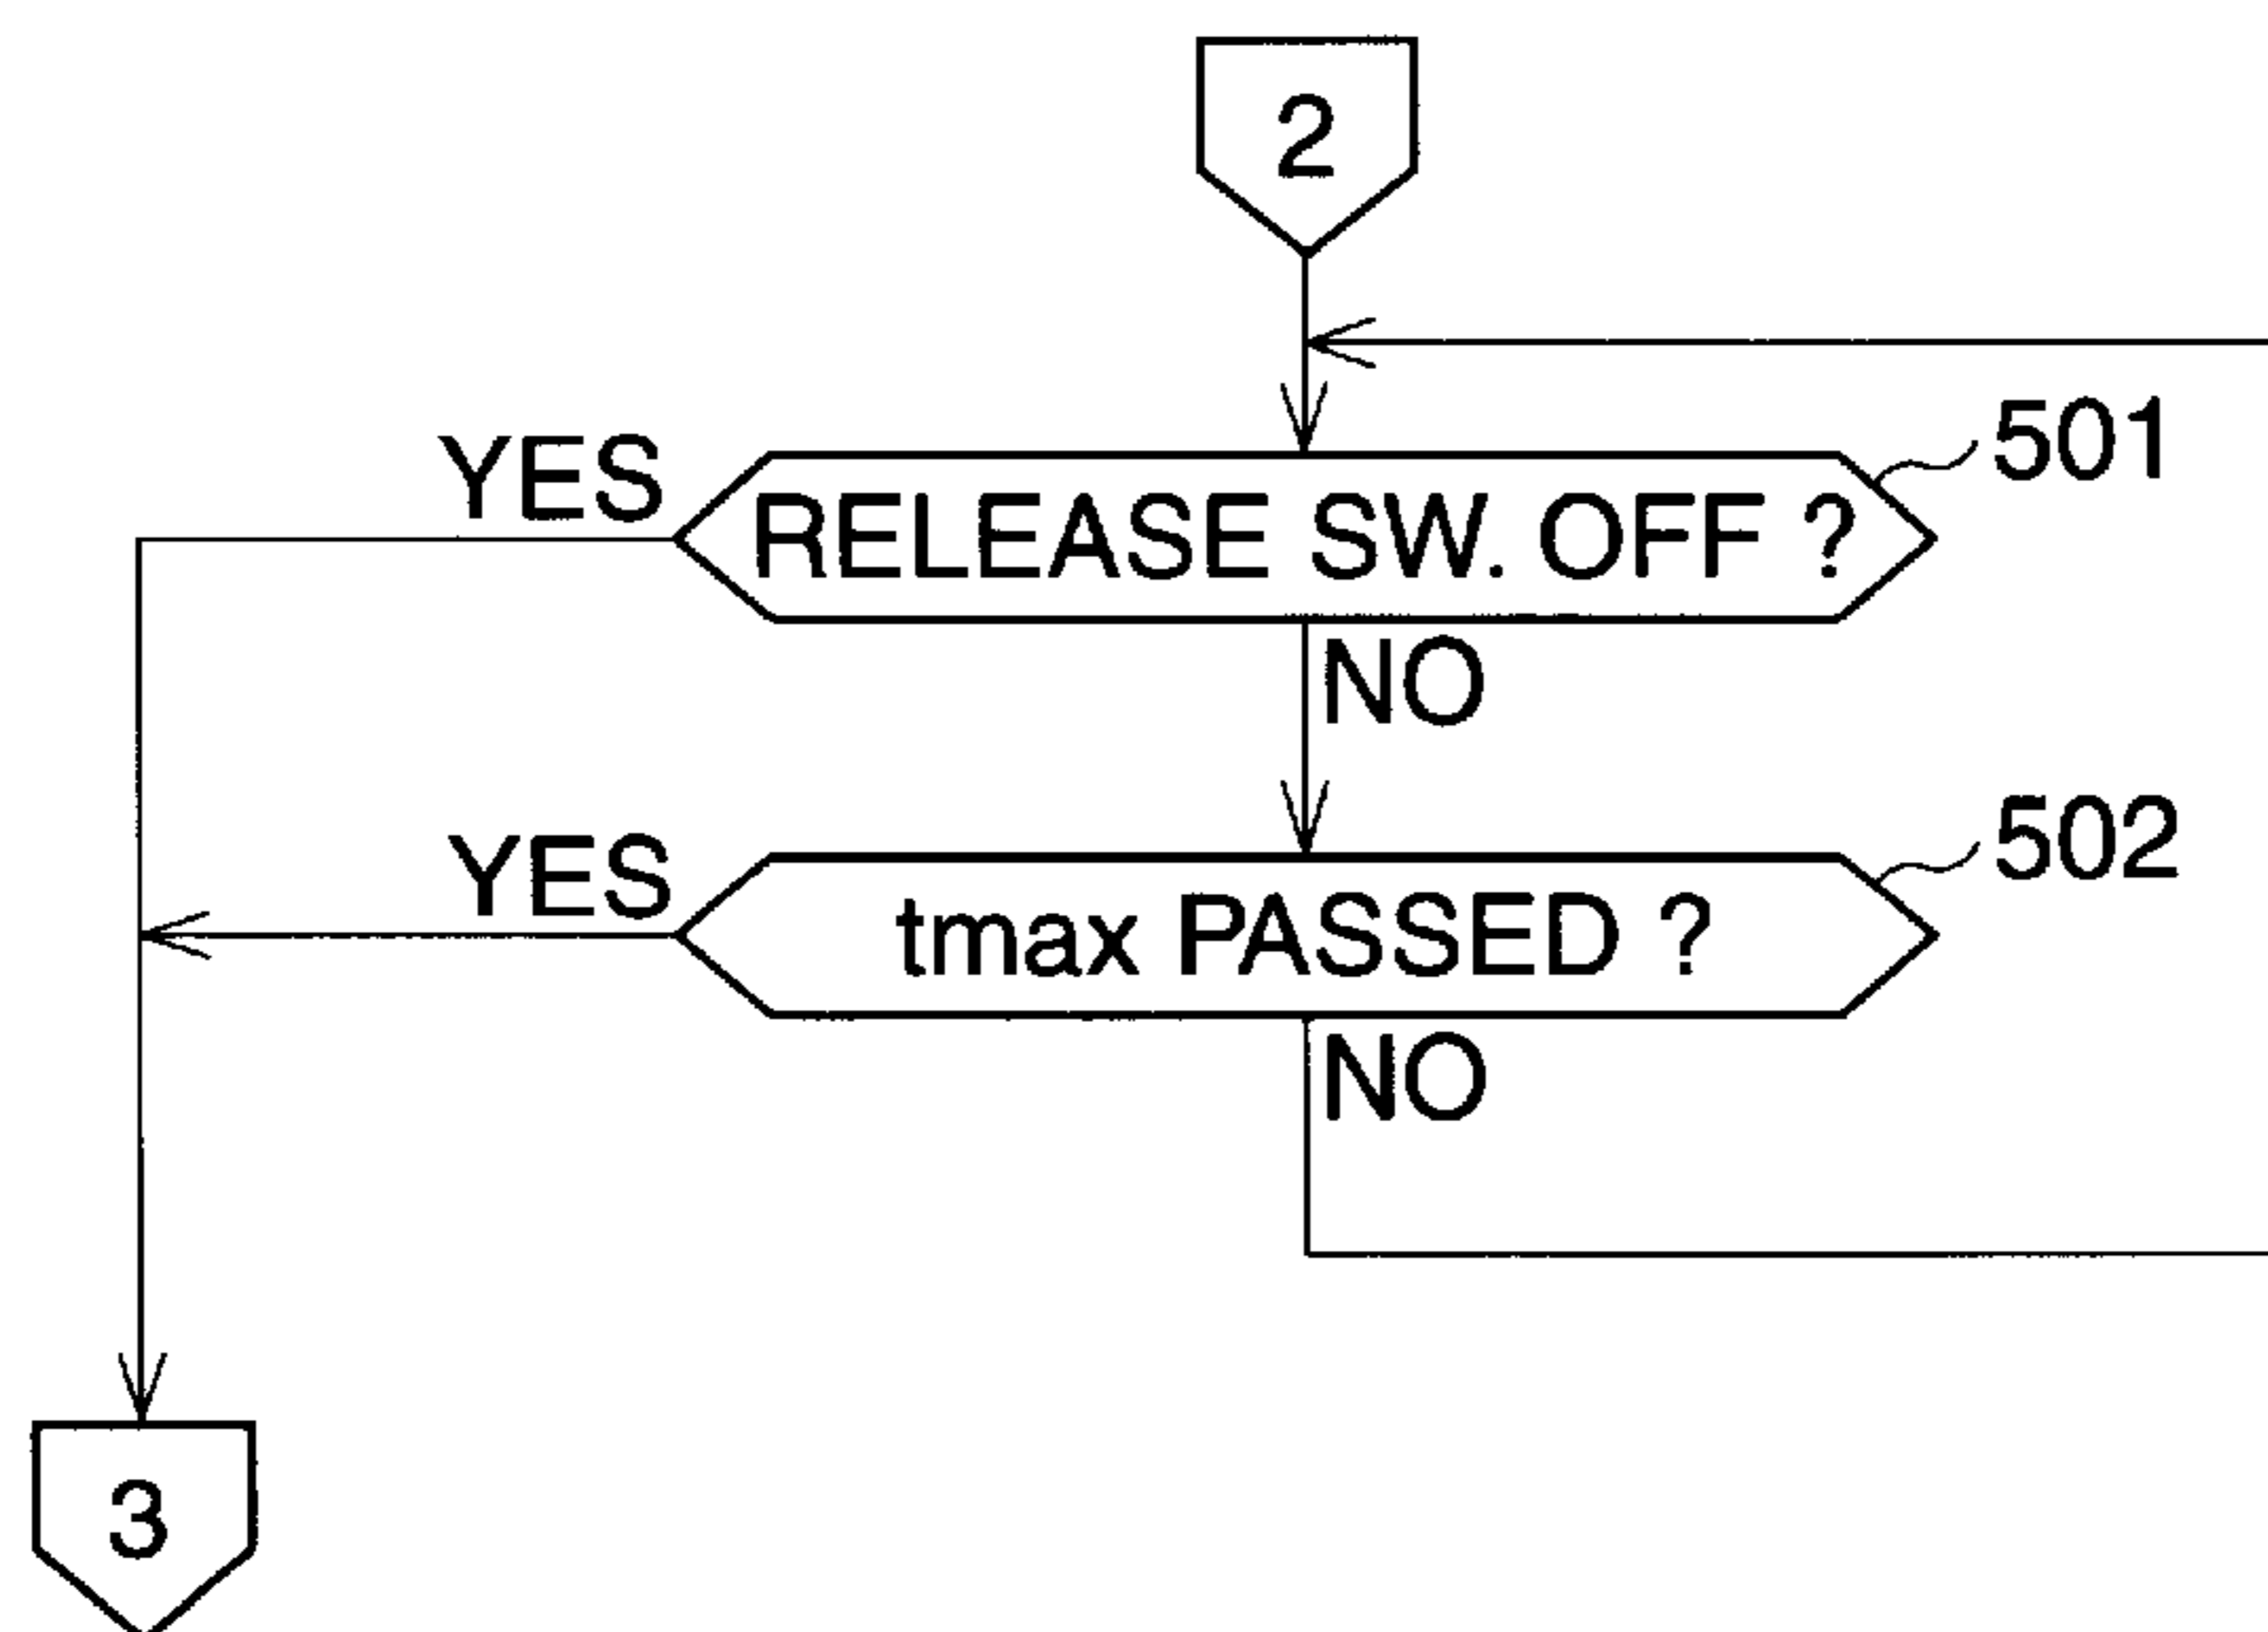 2
501
YES
RELEASE SW. OFF ?
NO
502
YES
tmax PASSED ?
NO
3